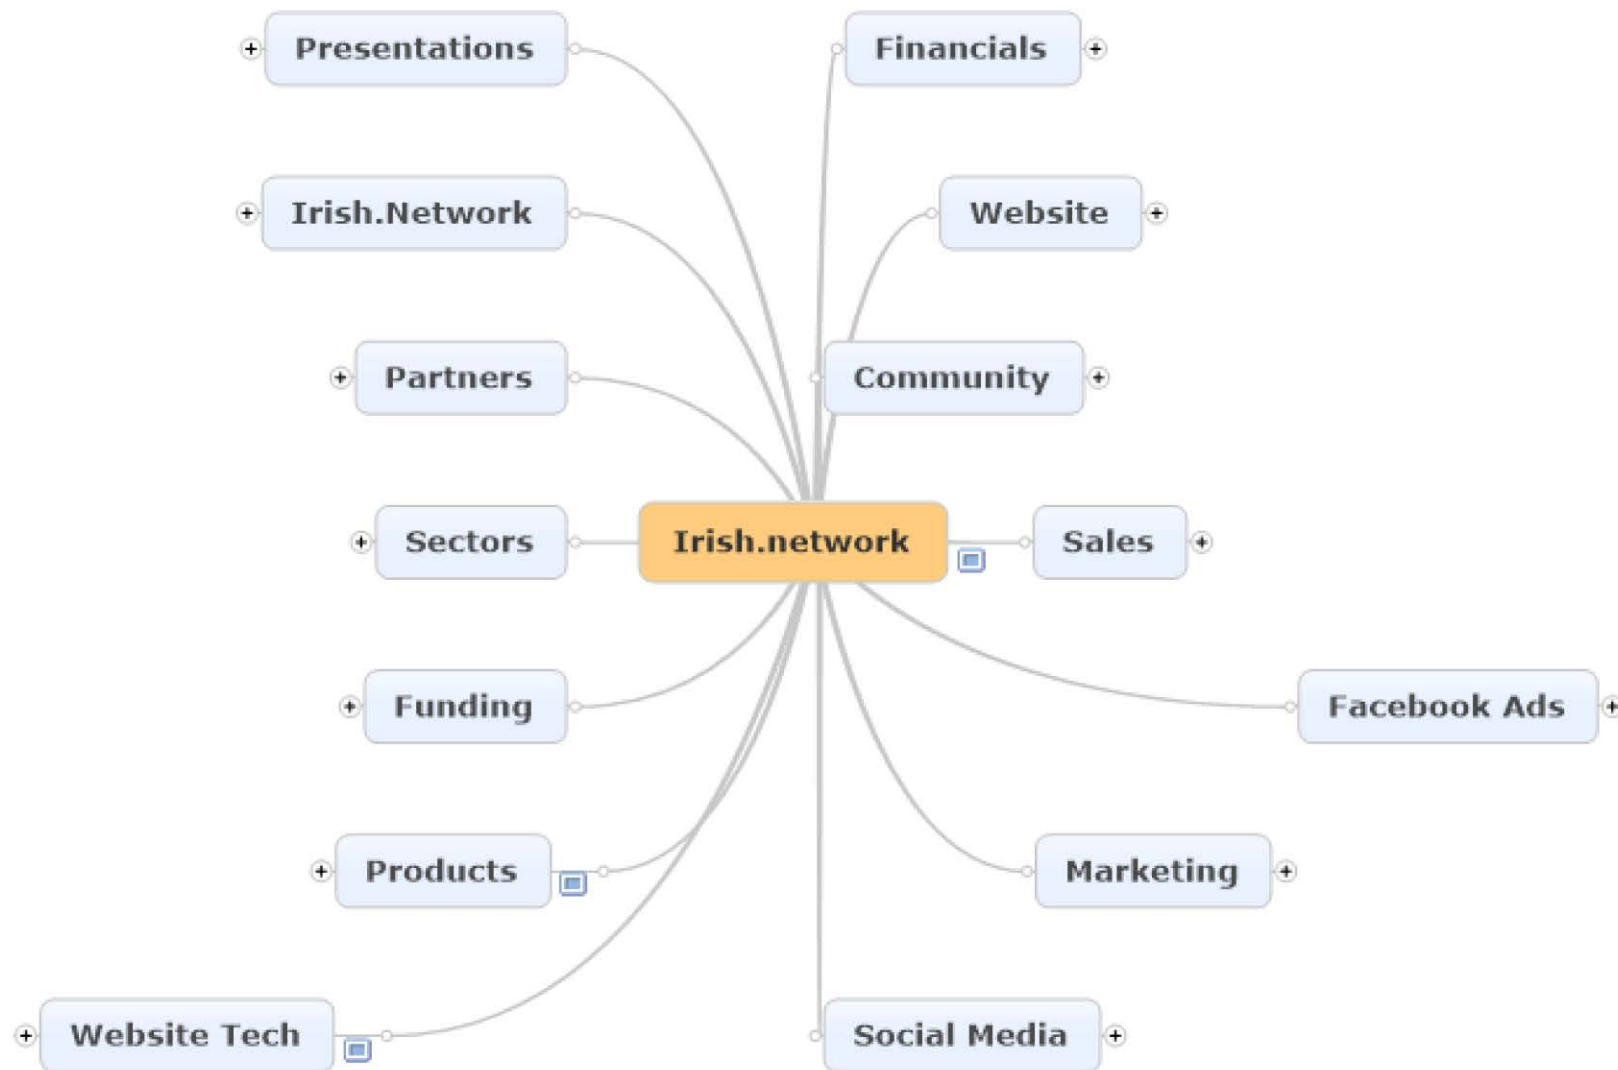 Presentations
Financials
Irish.Network
Website
Partners
Community
Sectors
Irish.network
Sales
Funding
Facebook Ads
Products
Marketing
Website Tech
Social Media